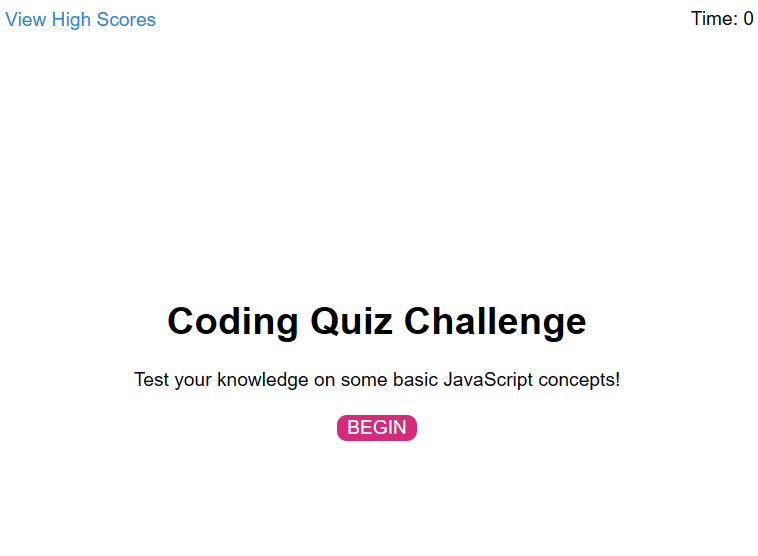 View High Scores
Time: 0
Coding Quiz Challenge
Test your knowledge on some basic JavaScript concepts!
BEGIN